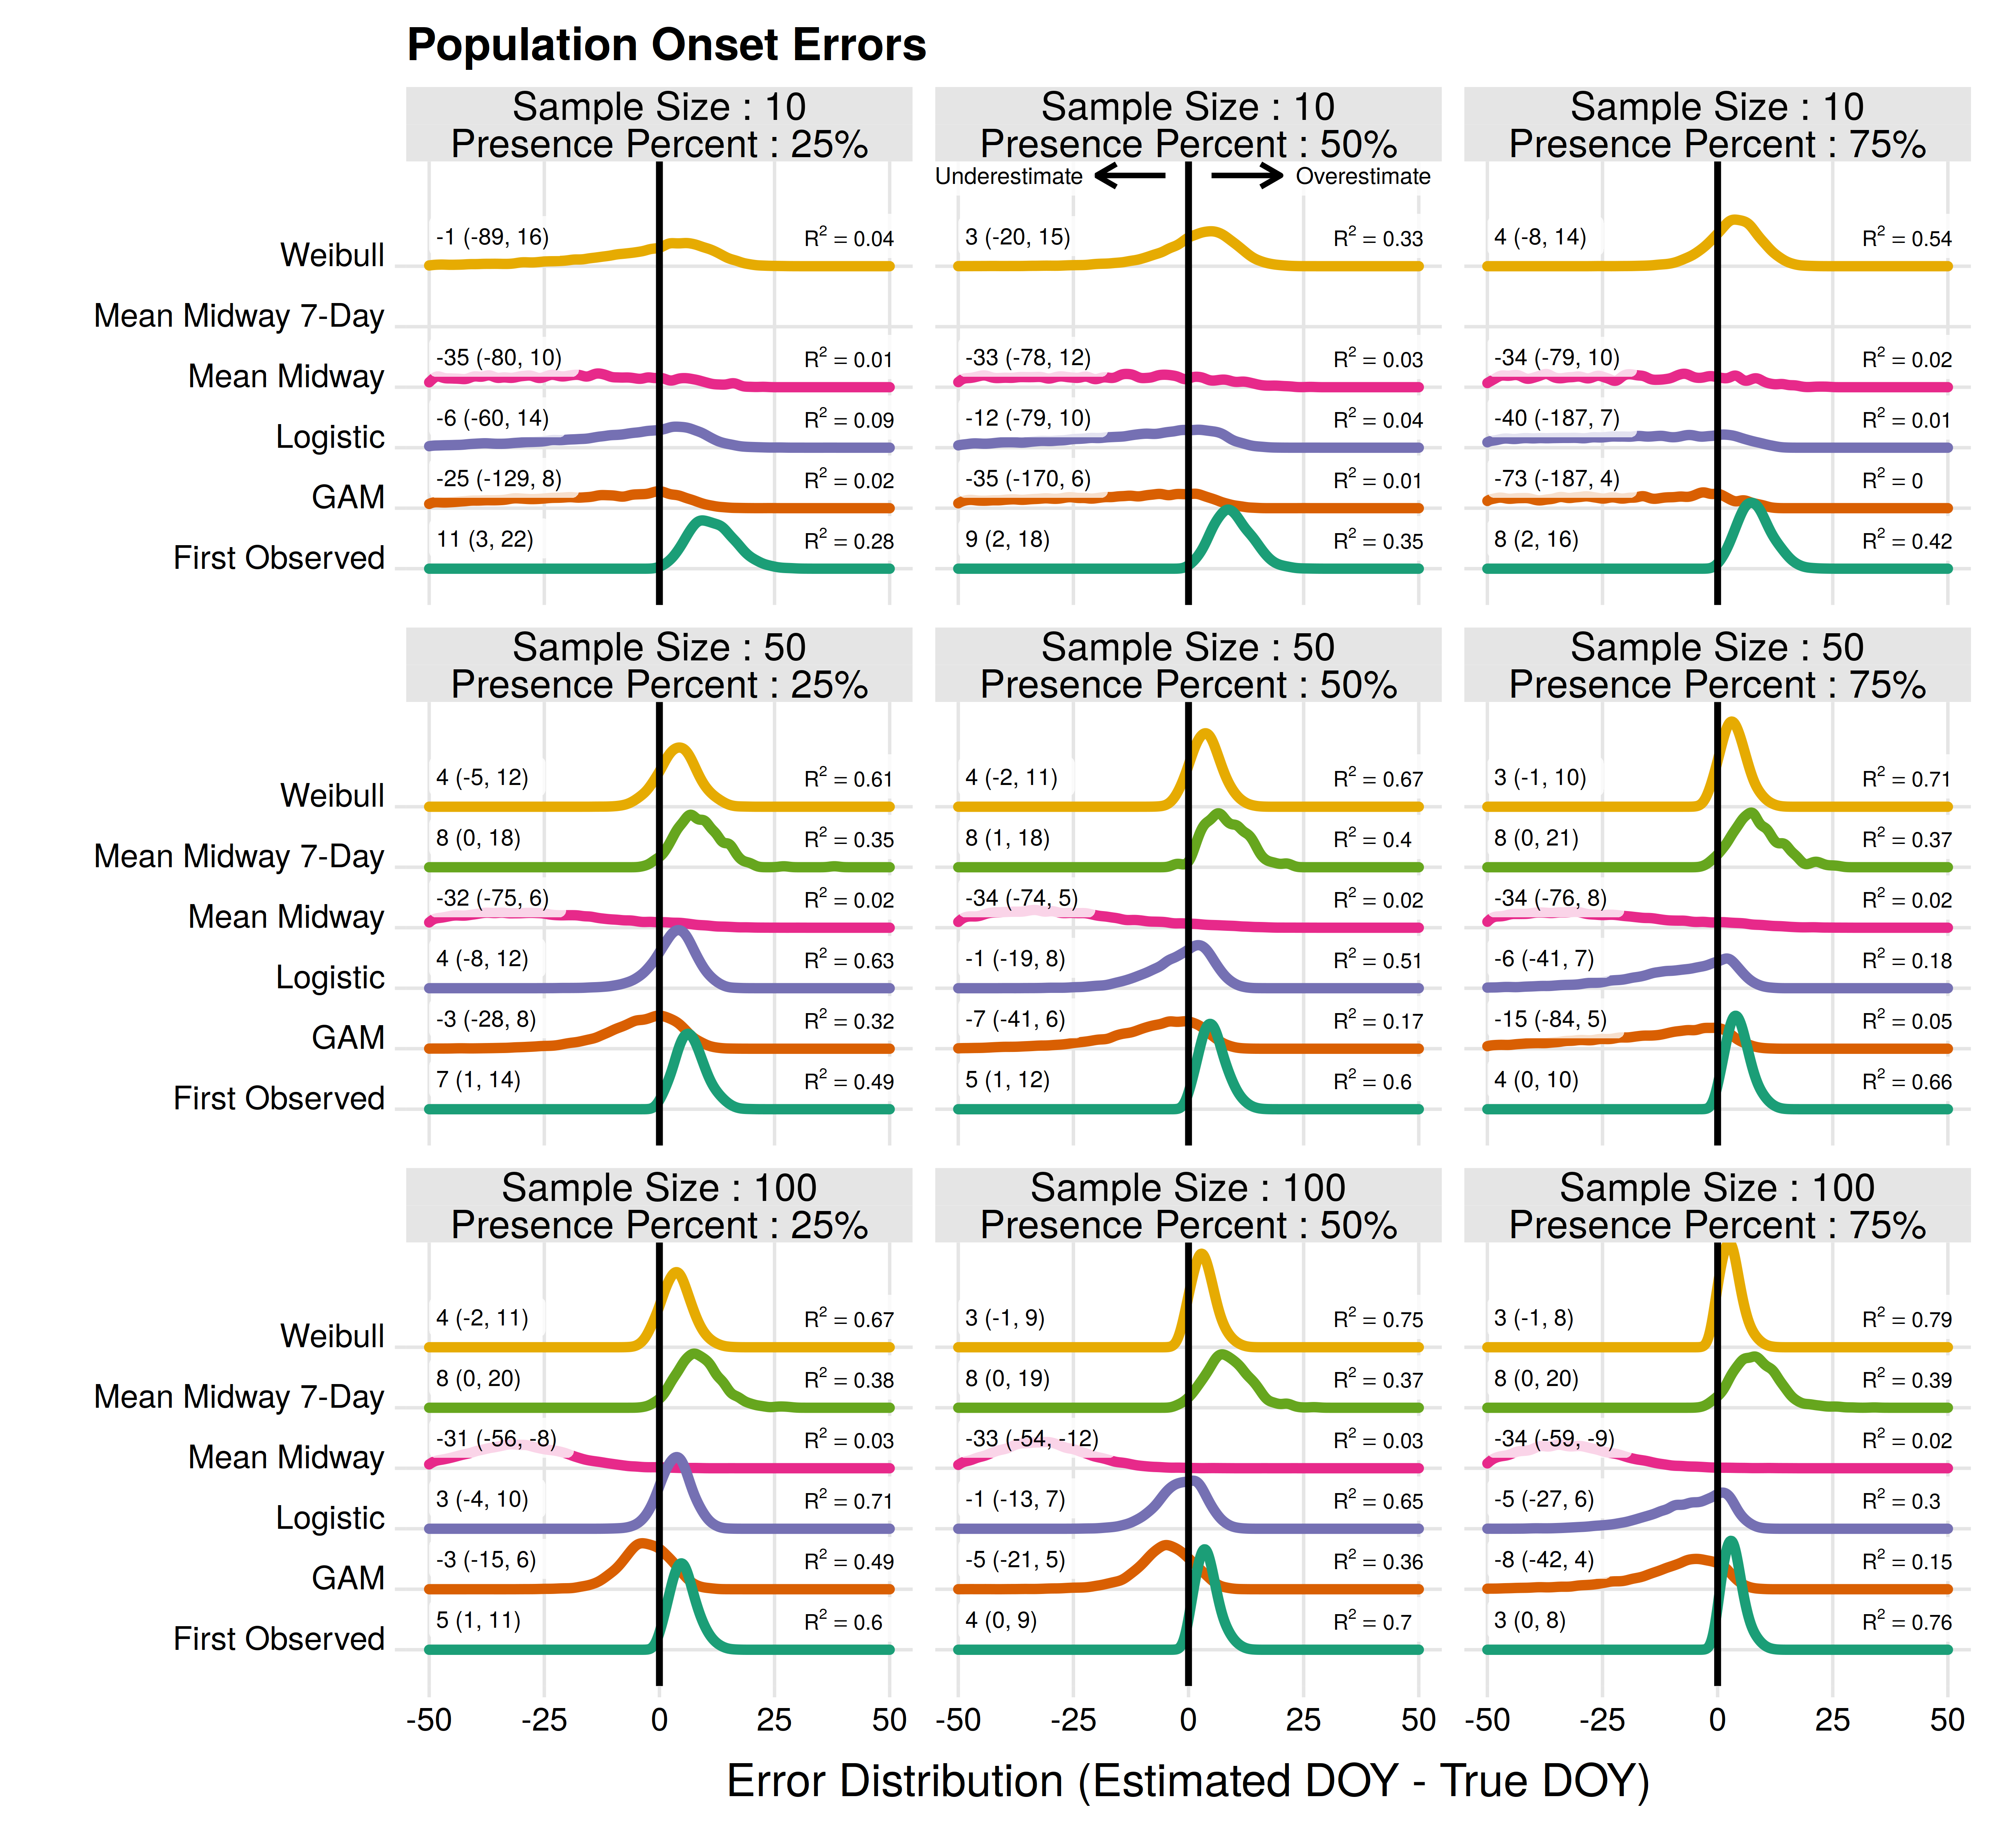 Population Onset Errors
Sample Size : 10
Presence Percent : 25%
Sample Size : 10
Presence Percent : 50%
Sample Size : 10
Presence Percent : 75%
Underestimate
Overestimate
Weibull
-1 (-89, 16)
R² = 0.04
3 (-20, 15)
R² = 0.33
4 (-8, 14)
R² = 0.54
Mean Midway 7-Day
Mean Midway
-35 (-80, 10)
R² = 0.01
-33 (-78, 12)
R² = 0.03
-34 (-79, 10)
R² = 0.02
Logistic
-6 (-60, 14)
R² = 0.09
-12 (-79, 10)
R² = 0.04
-40 (-187, 7)
R² = 0.01
GAM
-25 (-129, 8)
R² = 0.02
-35 (-170, 6)
R² = 0.01
-73 (-187, 4)
R² = 0
First Observed
11 (3, 22)
R² = 0.28
9 (2, 18)
R² = 0.35
8 (2, 16)
R² = 0.42
Sample Size : 50
Presence Percent : 25%
Sample Size : 50
Presence Percent : 50%
Sample Size : 50
Presence Percent : 75%
Weibull
4 (-5, 12)
R² = 0.61
4 (-2, 11)
R² = 0.67
3 (-1, 10)
R² = 0.71
Mean Midway 7-Day
8 (0, 18)
R² = 0.35
8 (1, 18)
R² = 0.4
8 (0, 21)
R² = 0.37
Mean Midway
-32 (-75, 6)
R² = 0.02
-34 (-74, 5)
R² = 0.02
-34 (-76, 8)
R² = 0.02
Logistic
4 (-8, 12)
R² = 0.63
-1 (-19, 8)
R² = 0.51
-6 (-41, 7)
R² = 0.18
GAM
-3 (-28, 8)
R² = 0.32
-7 (-41, 6)
R² = 0.17
-15 (-84, 5)
R² = 0.05
First Observed
7 (1, 14)
R² = 0.49
5 (1, 12)
R² = 0.6
4 (0, 10)
R² = 0.66
Sample Size : 100
Presence Percent : 25%
Sample Size : 100
Presence Percent : 50%
Sample Size : 100
Presence Percent : 75%
Weibull
4 (-2, 11)
R² = 0.67
3 (-1, 9)
R² = 0.75
3 (-1, 8)
R² = 0.79
Mean Midway 7-Day
8 (0, 20)
R² = 0.38
8 (0, 19)
R² = 0.37
8 (0, 20)
R² = 0.39
Mean Midway
-31 (-56, -8)
R² = 0.03
-33 (-54, -12)
R² = 0.03
-34 (-59, -9)
R² = 0.02
Logistic
3 (-4, 10)
R² = 0.71
-1 (-13, 7)
R² = 0.65
-5 (-27, 6)
R² = 0.3
GAM
-3 (-15, 6)
R² = 0.49
-5 (-21, 5)
R² = 0.36
-8 (-42, 4)
R² = 0.15
First Observed
5 (1, 11)
R² = 0.6
4 (0, 9)
R² = 0.7
3 (0, 8)
R² = 0.76
-50 -25 0 25 50
-50 -25 0 25 50
-50 -25 0 25 50
Error Distribution (Estimated DOY - True DOY)